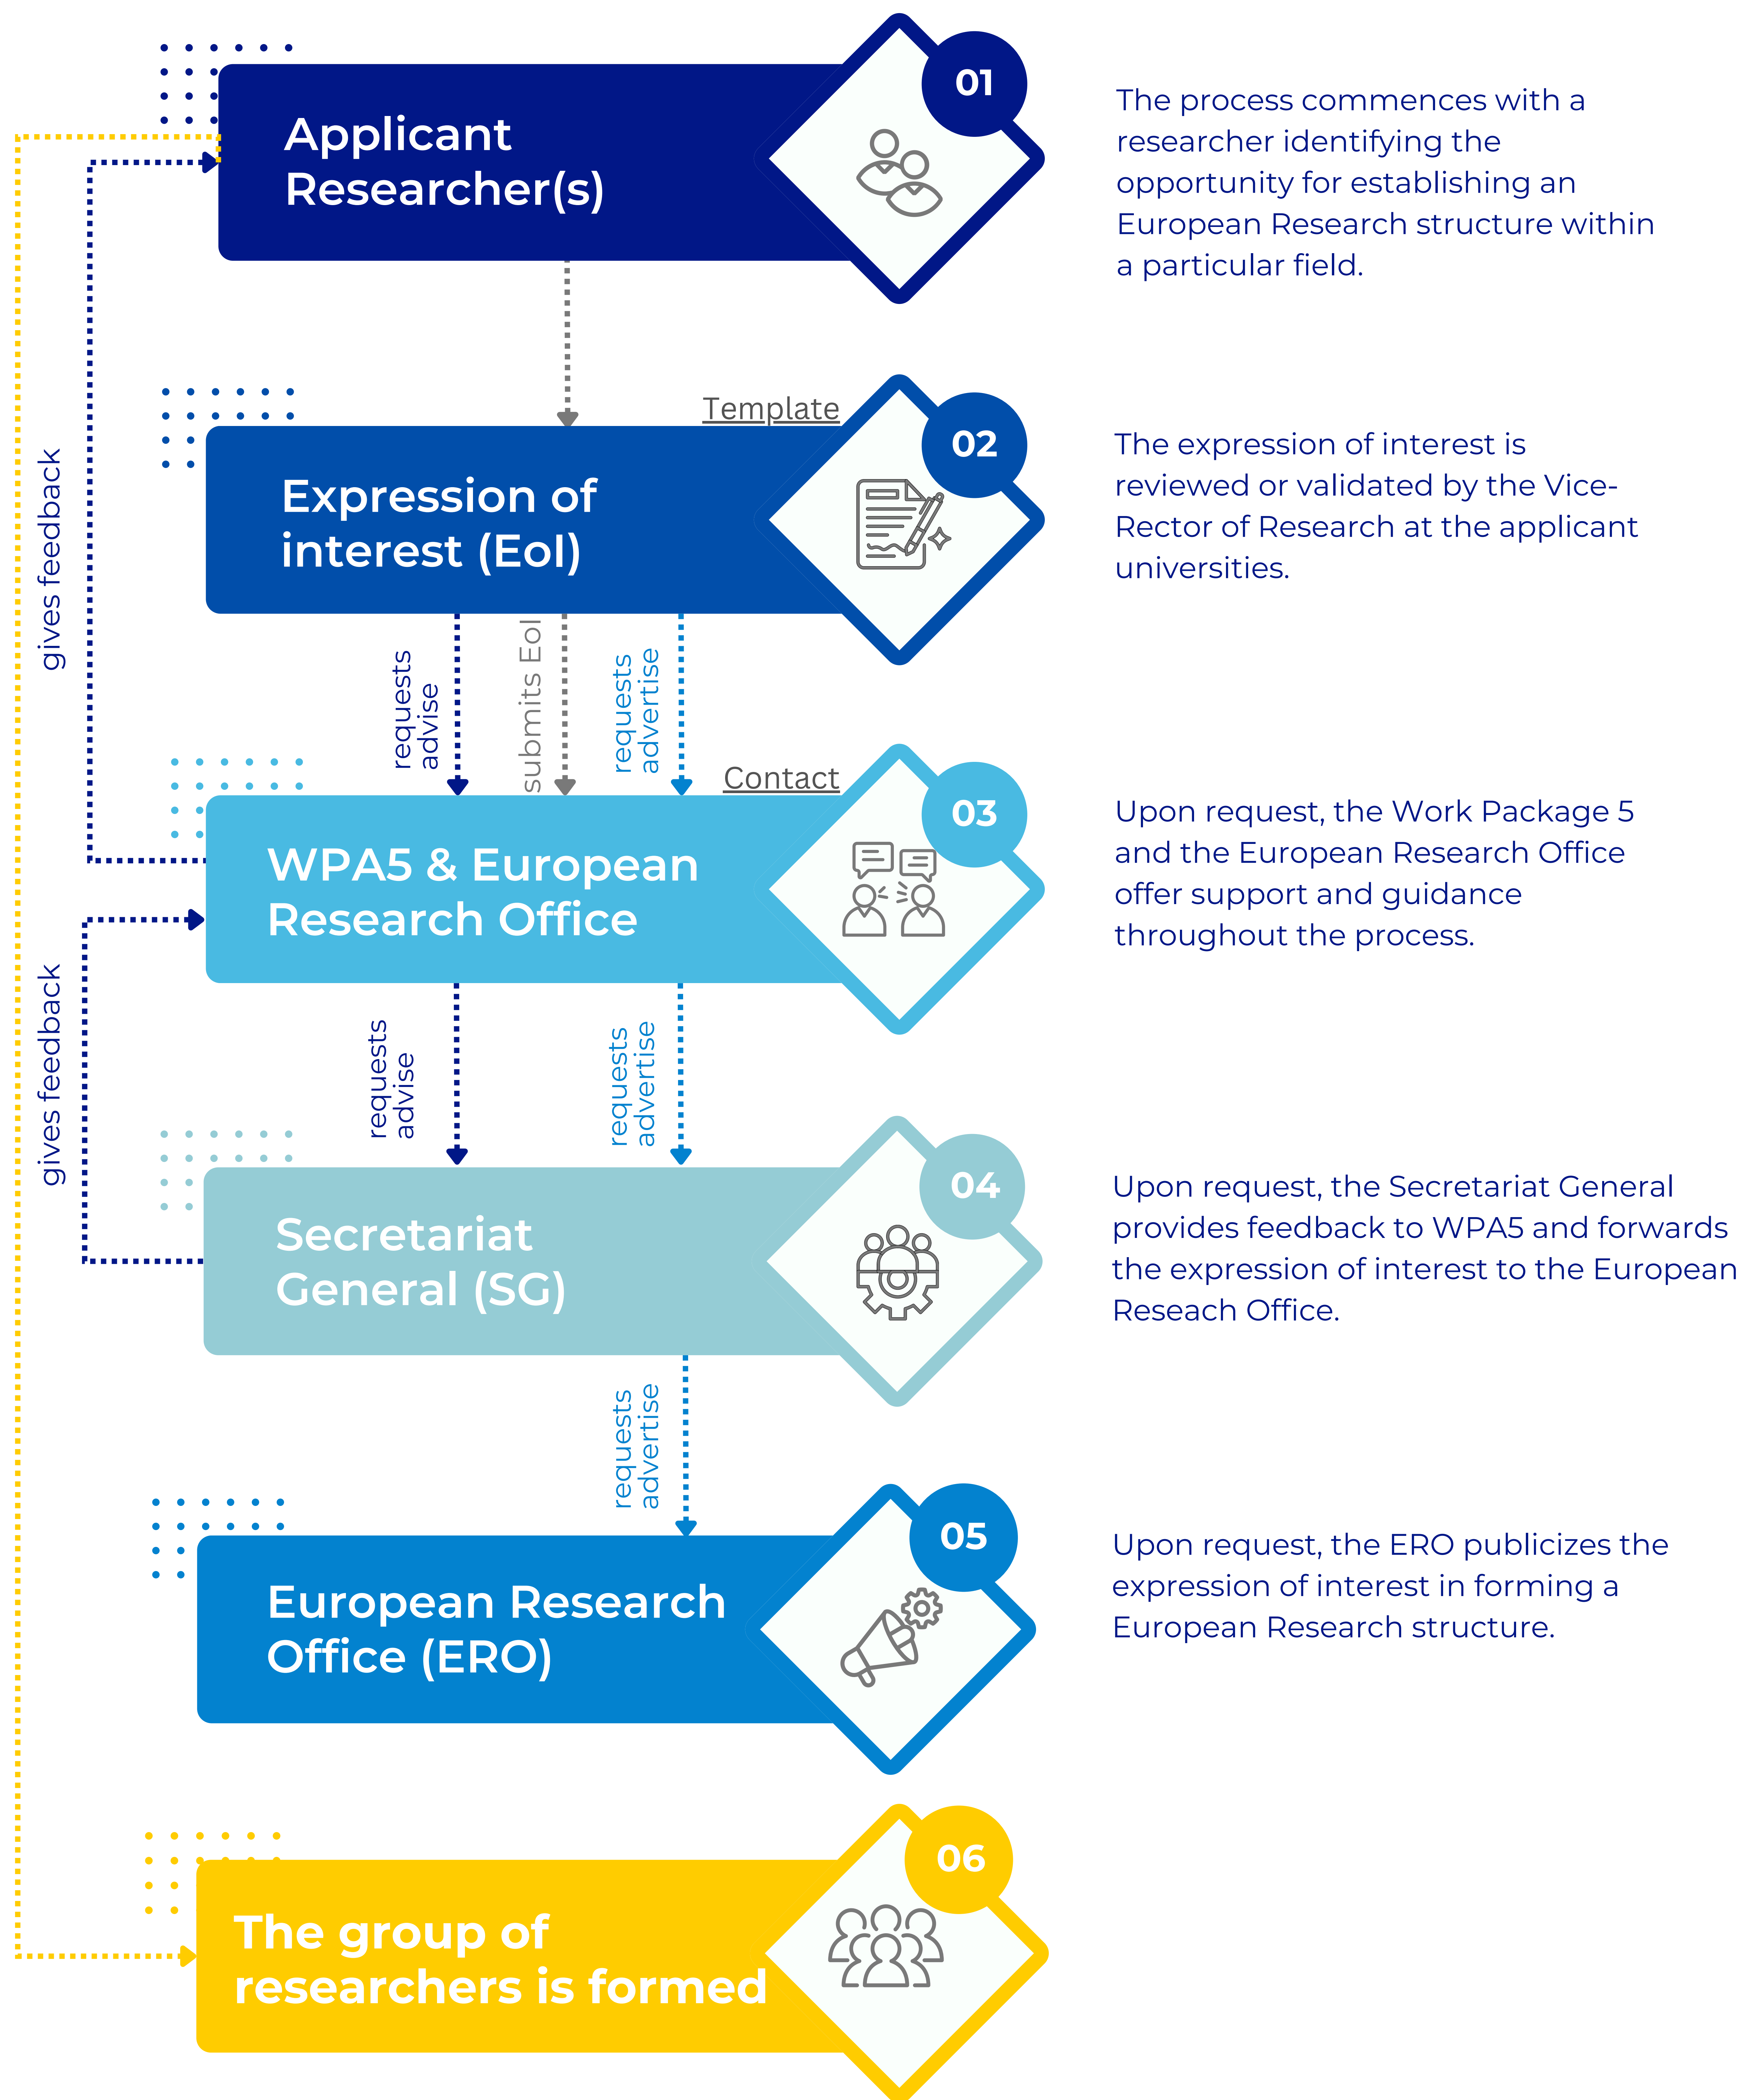 01
Applicant
Researcher(s)
The process commences with a
researcher identifying the
opportunity for establishing an
European Research structure within
a particular field.
gives feedback
Template
02
Expression of
interest (EoI)
The expression of interest is
reviewed or validated by the Vice-
Rector of Research at the applicant
universities.
requests
advise
submits EoI
requests
advertise
Contact
03
WPA5 & European
Research Office
Upon request, the Work Package 5
and the European Research Office
offer support and guidance
throughout the process.
gives feedback
requests
advise
requests
advertise
04
Secretariat
General (SG)
Upon request, the Secretariat General
provides feedback to WPA5 and forwards
the expression of interest to the European
Reseach Office.
requests
advertise
05
European Research
Office (ERO)
Upon request, the ERO publicizes the
expression of interest in forming a
European Research structure.
06
The group of
researchers is formed